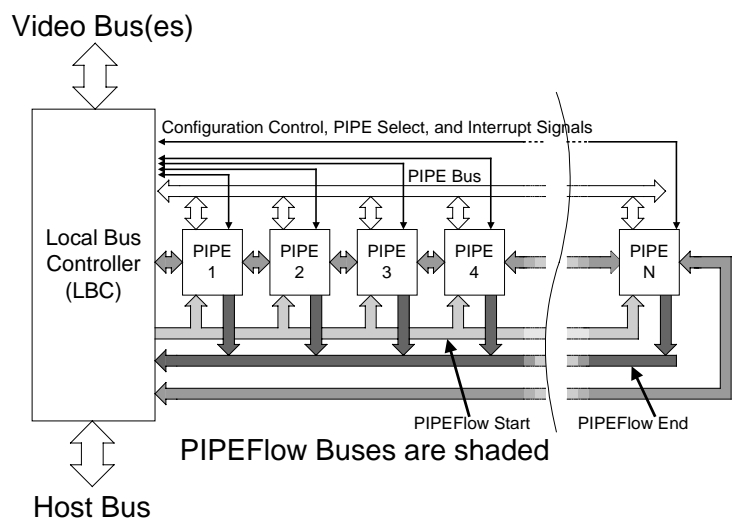 Video Bus(es)
Configuration Control, PIPE Select, and Interrupt Signals
PIPE Bus
Local Bus
Controller
(LBC)
PIPE
1
PIPE
2
PIPE
3
PIPE
4
PIPE
N
PIPEFlow Start
PIPEFlow End
PIPEFlow Buses are shaded
Host Bus